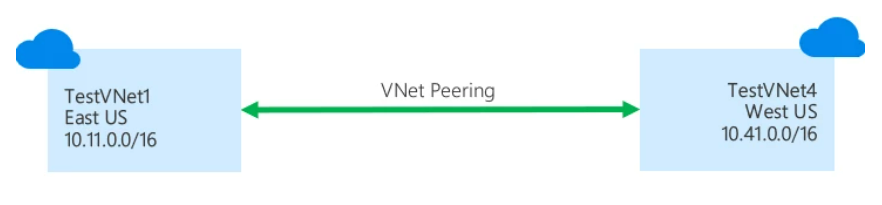 TestVNet1
East US
10.11.0.0/16
VNet Peering
TestVNet4
West US
10.41.0.0/16